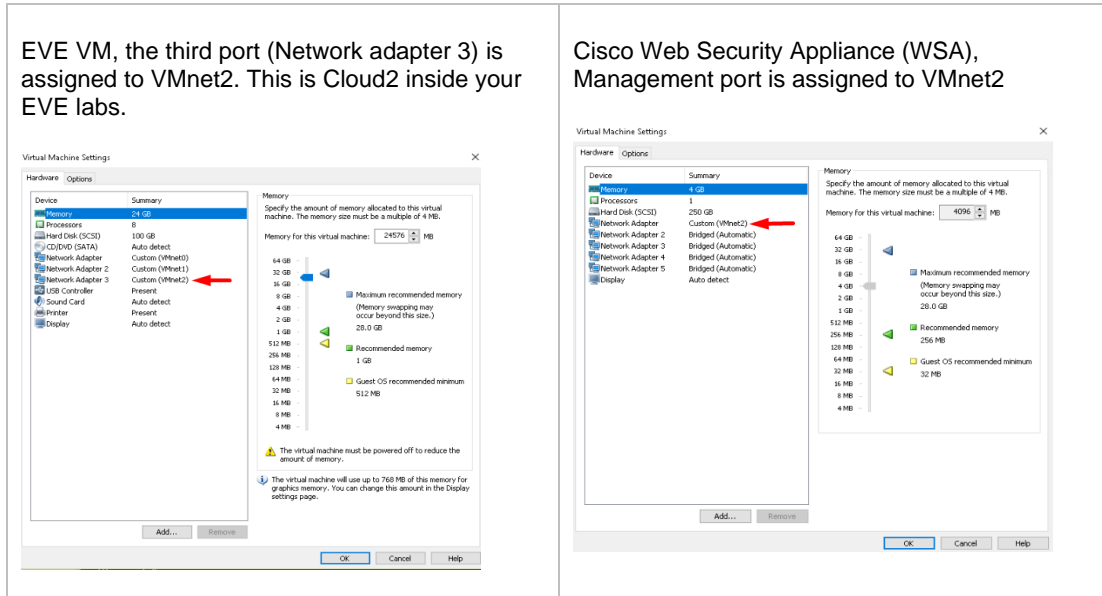 EVE VM, the third port (Network adapter 3) is
assigned to VMnet2. This is Cloud2 inside your
EVE labs.
Virtual Machine Settings
Hardware Options
Device Summary
Memory 24 GB
Processors 8
Hard Disk (SCSI) 100 GB
CD/DVD (SATA) Auto detect
Network Adapter Custom (VMnet0)
Network Adapter 2 Custom (VMnet1)
Network Adapter 3 Custom (VMnet2)
USB Controller Present
Sound Card Auto detect
Printer Present
Display Auto detect
Memory
Specify the amount of memory allocated to this virtual
machine. The memory size must be a multiple of 4 MB.
Memory for this virtual machine: 24576 MB
64 GB
32 GB
16 GB
8 GB
4 GB
2 GB
1 GB
512 MB
256 MB
128 MB
64 MB
32 MB
16 MB
8 MB
4 MB
Maximum recommended memory
(Memory swapping may
occur beyond this size.)
28.0 GB
Recommended memory
1 GB
Guest OS recommended minimum
512 MB
The virtual machine must be powered off to reduce the
amount of memory.
The virtual machine will use up to 768 MB of this memory for
graphics memory. You can change this amount in the Display
settings page.
Add... Remove
OK Cancel Help
Cisco Web Security Appliance (WSA),
Management port is assigned to VMnet2
Virtual Machine Settings
Hardware Options
Device Summary
Memory 4 GB
Processors 1
Hard Disk (SCSI) 250 GB
Network Adapter Custom (VMnet2)
Network Adapter 2 Bridged (Automatic)
Network Adapter 3 Bridged (Automatic)
Network Adapter 4 Bridged (Automatic)
Network Adapter 5 Bridged (Automatic)
Display Auto detect
Memory
Specify the amount of memory allocated to this virtual
machine. The memory size must be a multiple of 4 MB.
Memory for this virtual machine: 4096 MB
64 GB
32 GB
16 GB
8 GB
4 GB
2 GB
1 GB
512 MB
256 MB
128 MB
64 MB
32 MB
16 MB
8 MB
4 MB
Maximum recommended memory
(Memory swapping may
occur beyond this size.)
28.0 GB
Recommended memory
256 MB
Guest OS recommended minimum
32 MB
Add... Remove
OK Cancel Help